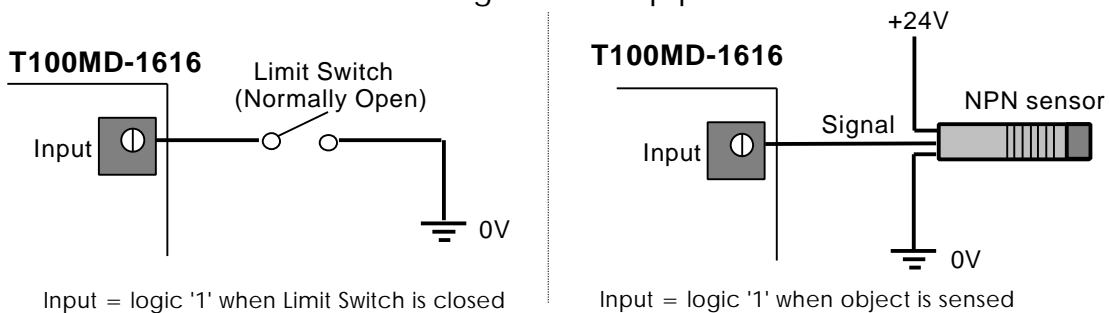 T100MD-1616
Limit Switch
(Normally Open)
Input
0V
Input = logic '1' when Limit Switch is closed
+24V
T100MD-1616
NPN sensor
Signal
Input
0V
Input = logic '1' when object is sensed